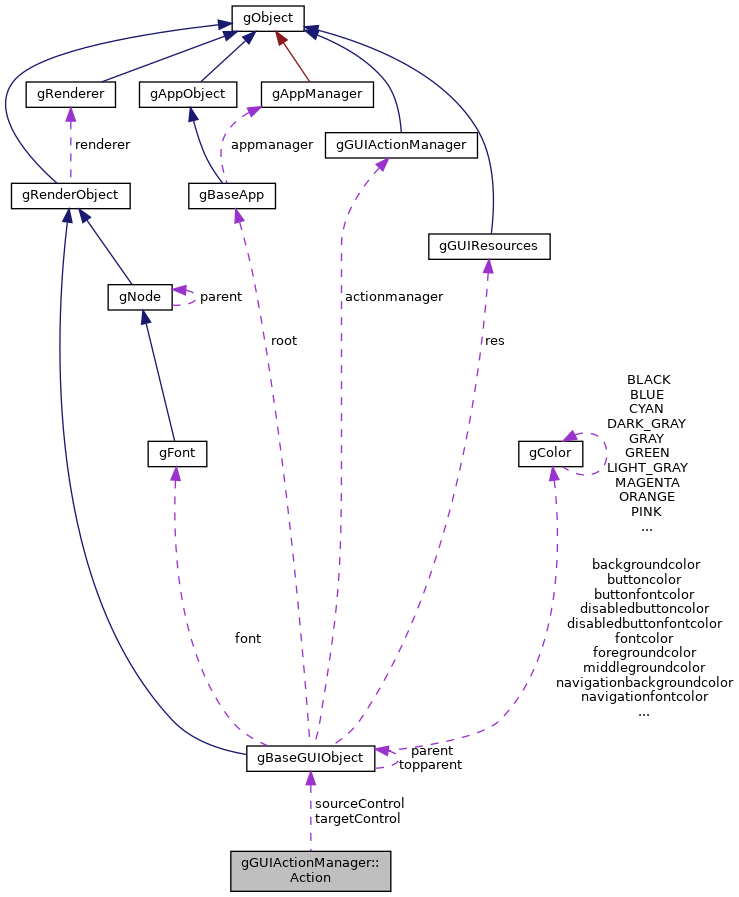 gObject
gRenderer
gAppObject
gAppManager
renderer
appmanager
gGUIActionManager
gRenderObject
gBaseApp
gGUIResources
gNode
parent
actionmanager
root
res
BLACK
BLUE
CYAN
DARK_GRAY
GRAY
GREEN
LIGHT_GRAY
MAGENTA
ORANGE
PINK
...
gFont
gColor
backgroundcolor
buttoncolor
buttonfontcolor
disabledbuttoncolor
disabledbuttonfontcolor
fontcolor
foregroundcolor
middlegroundcolor
navigationbackgroundcolor
navigationfontcolor
...
font
gBaseGUIObject
parent
topparent
sourceControl
targetControl
gGUIActionManager::
Action